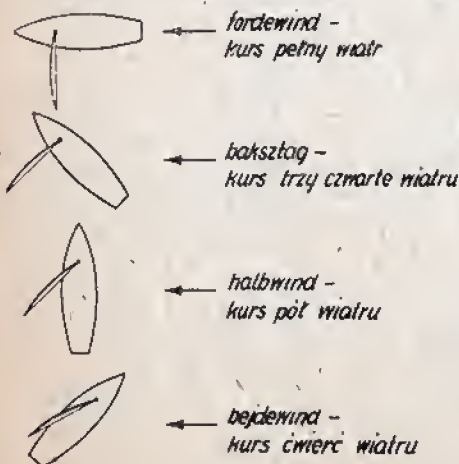 fordewind –
kurs pełny wiatr
baksztag –
kurs trzy czwarte wiatru
halbwind –
kurs pół wiatru
bejdewind –
kurs ćwierć wiatru